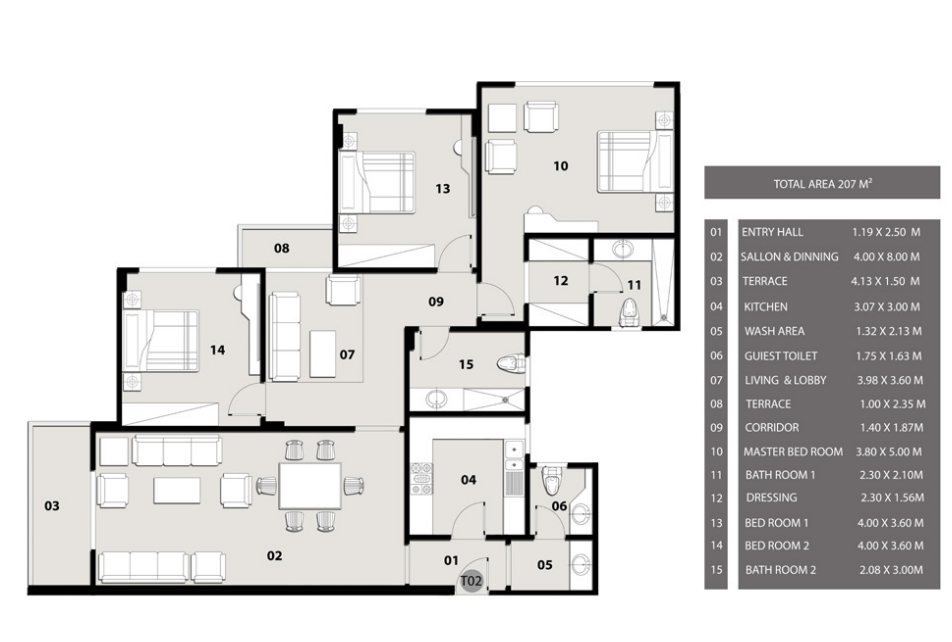 10
13
08
12
11
09
07
14
15
04
03
06
02
01
05
T02
TOTAL AREA 207 M²
01 ENTRY HALL 1.19 X 2.50 M
02 SALLON & DINNING 4.00 X 8.00 M
03 TERRACE 4.13 X 1.50 M
04 KITCHEN 3.07 X 3.00 M
05 WASH AREA 1.32 X 2.13 M
06 GUIEST TOILET 1.75 X 1.63 M
07 LIVING & LOBBY 3.98 X 3.60 M
08 TERRACE 1.00 X 2.35 M
09 CORRIDOR 1.40 X 1.87M
10 MASTER BED ROOM 3.80 X 5.00 M
11 BATH ROOM 1 2.30 X 2.10M
12 DRESSING 2.30 X 1.56M
13 BED ROOM 1 4.00 X 3.60 M
14 BED ROOM 2 4.00 X 3.60 M
15 BATH ROOM 2 2.08 X 3.00M